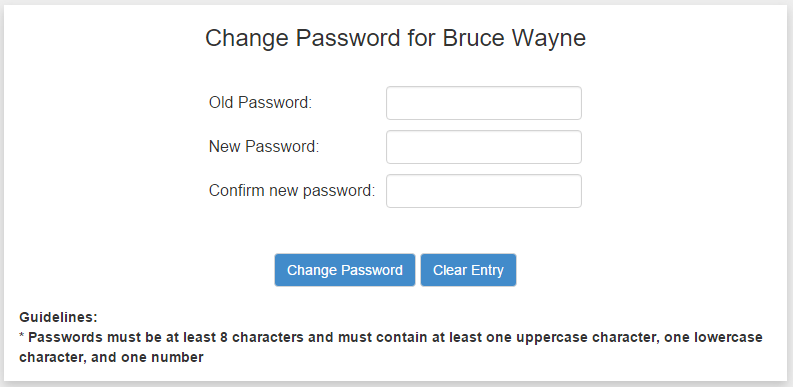 Change Password for Bruce Wayne
Old Password:
New Password:
Confirm new password:
Change Password Clear Entry
Guidelines:
* Passwords must be at least 8 characters and must contain at least one uppercase character, one lowercase
character, and one number